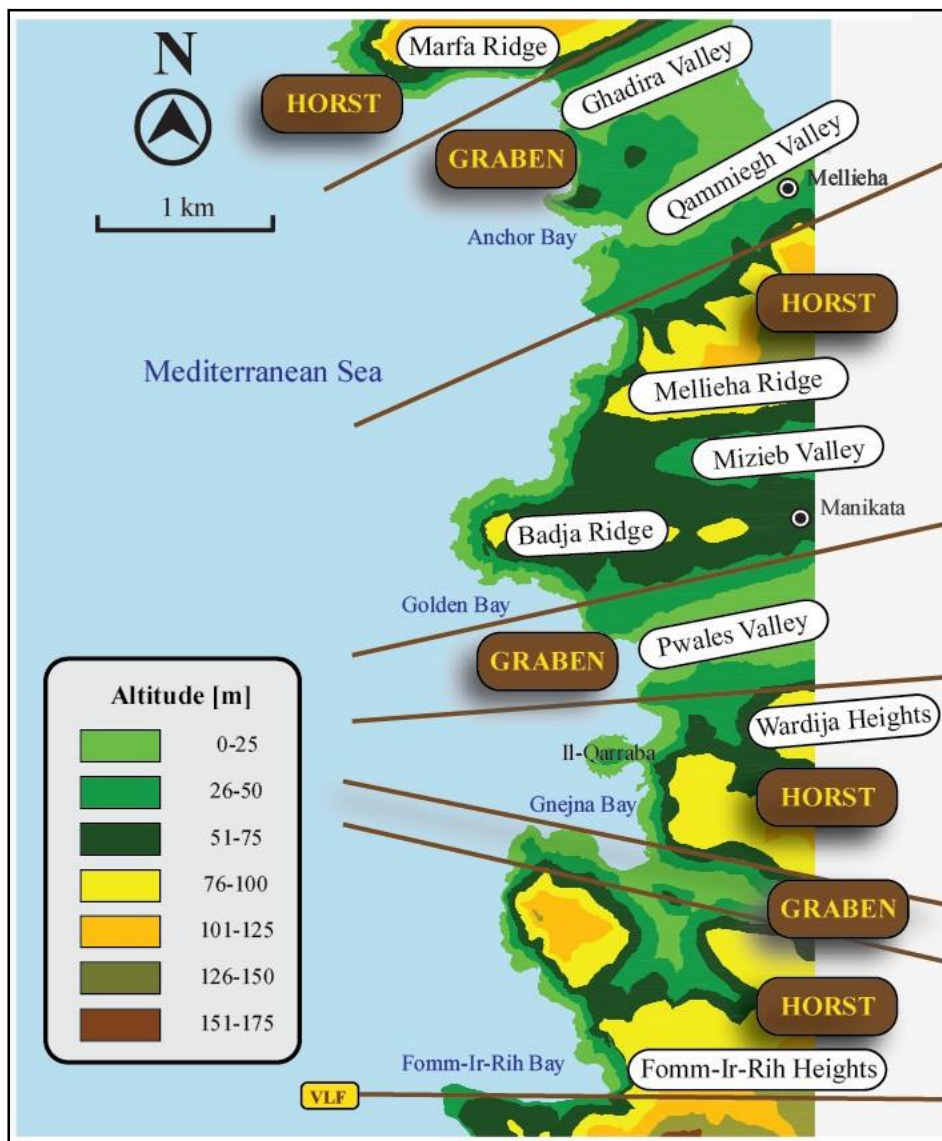 Marfa Ridge
N
Ghadira Valley
HORST
GRABEN
Qammiegh Valley
Mellieha
1 km
Anchor Bay
HORST
Mediterranean Sea
Mellieha Ridge
Mizieb Valley
Manikata
Badja Ridge
Golden Bay
Pwales Valley
GRABEN
Altitude [m]
0-25
26-50
51-75
76-100
101-125
126-150
151-175
Wardija Heights
Il-Qarraba
Gnejna Bay
HORST
GRABEN
HORST
Fomm-Ir-Rih Bay
Fomm-Ir-Rih Heights
VLF